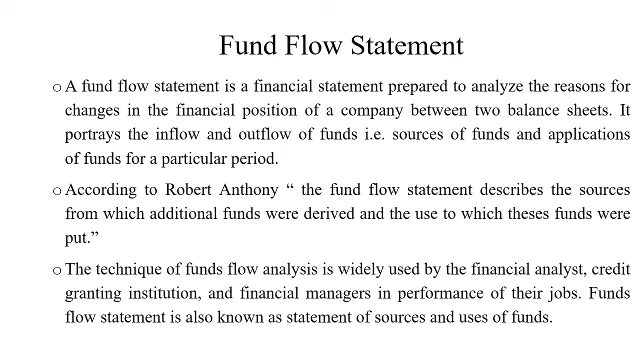 Fund Flow Statement
○ A fund flow statement is a financial statement prepared to analyze the reasons for
changes in the financial position of a company between two balance sheets. It
portrays the inflow and outflow of funds i.e. sources of funds and applications
of funds for a particular period.
○ According to Robert Anthony “ the fund flow statement describes the sources
from which additional funds were derived and the use to which theses funds were
put.”
○ The technique of funds flow analysis is widely used by the financial analyst, credit
granting institution, and financial managers in performance of their jobs. Funds
flow statement is also known as statement of sources and uses of funds.